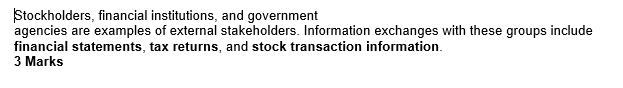 Stockholders, financial institutions, and government
agencies are examples of external stakeholders. Information exchanges with these groups include
financial statements, tax returns, and stock transaction information.
3 Marks